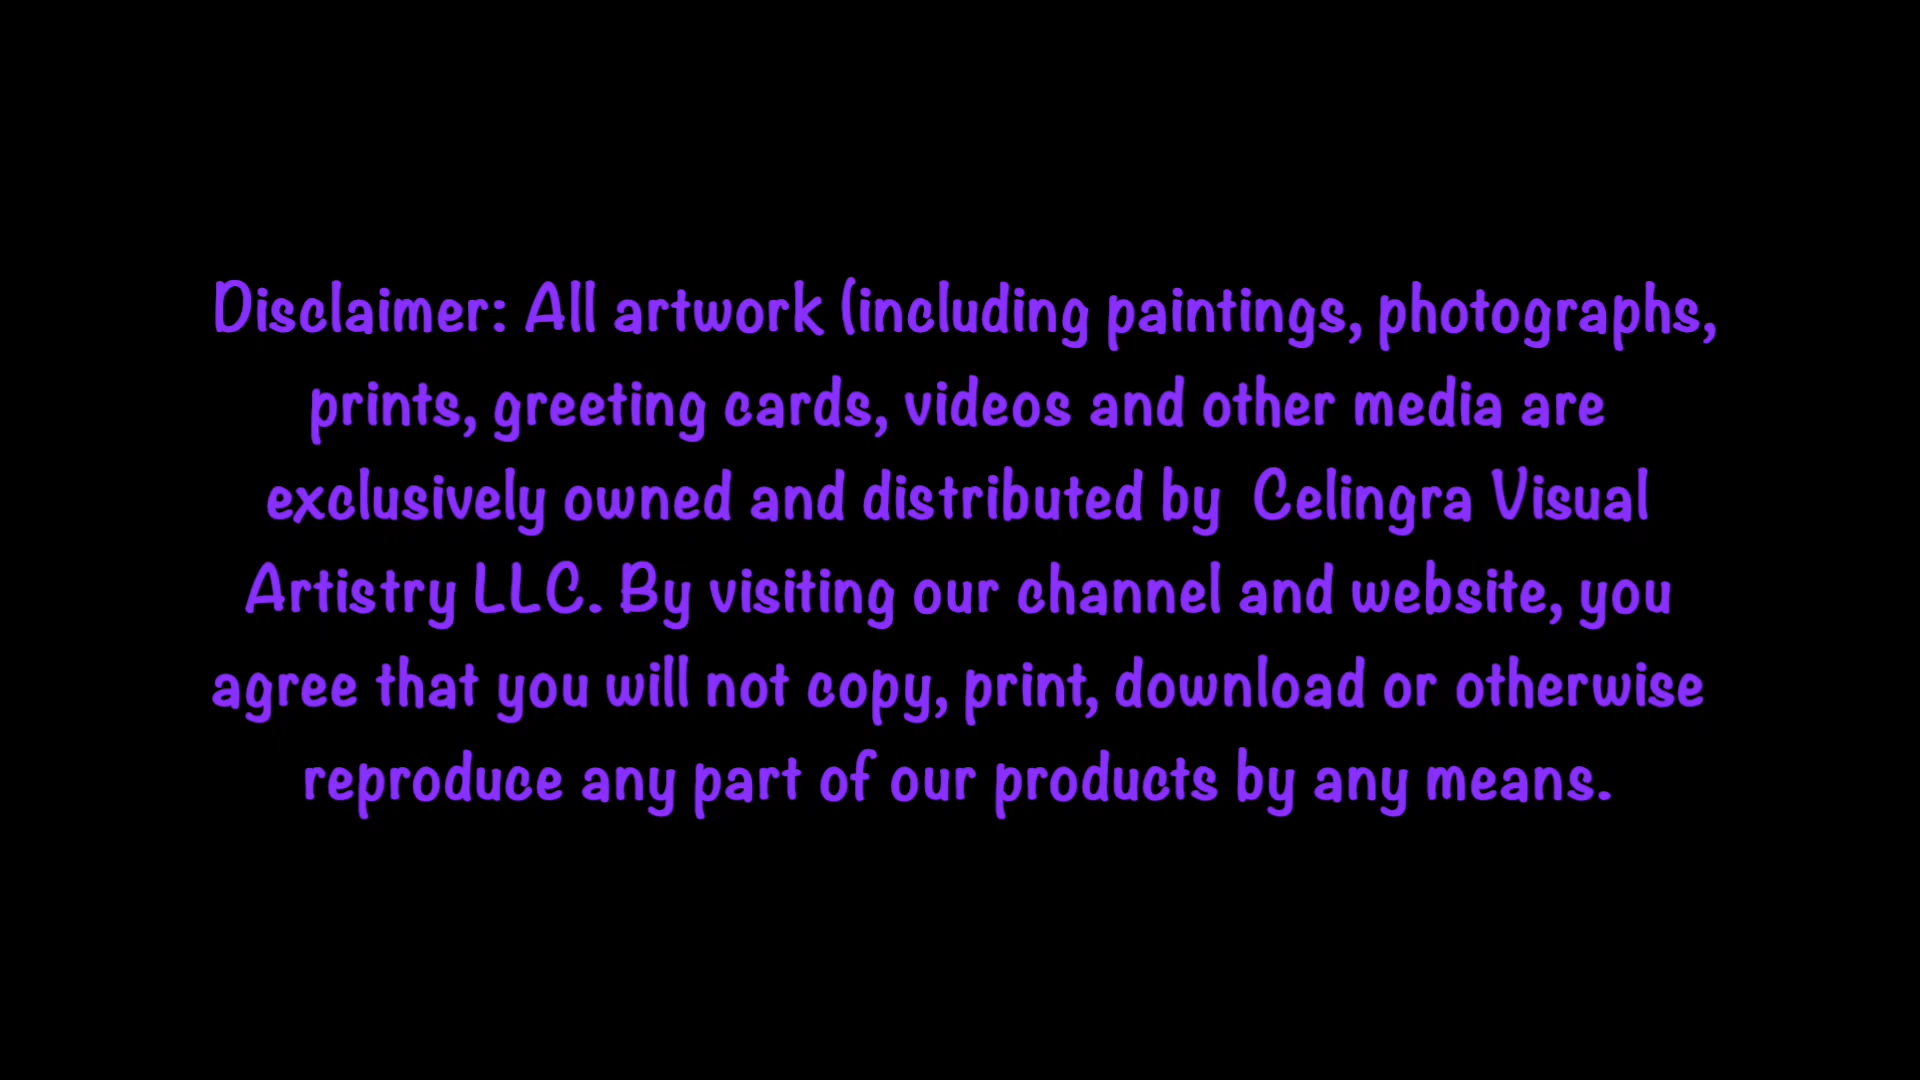 Disclaimer: All artwork (including paintings, photographs,
prints, greeting cards, videos and other media are
exclusively owned and distributed by  Celingra Visual
Artistry LLC. By visiting our channel and website, you
agree that you will not copy, print, download or otherwise
reproduce any part of our products by any means.